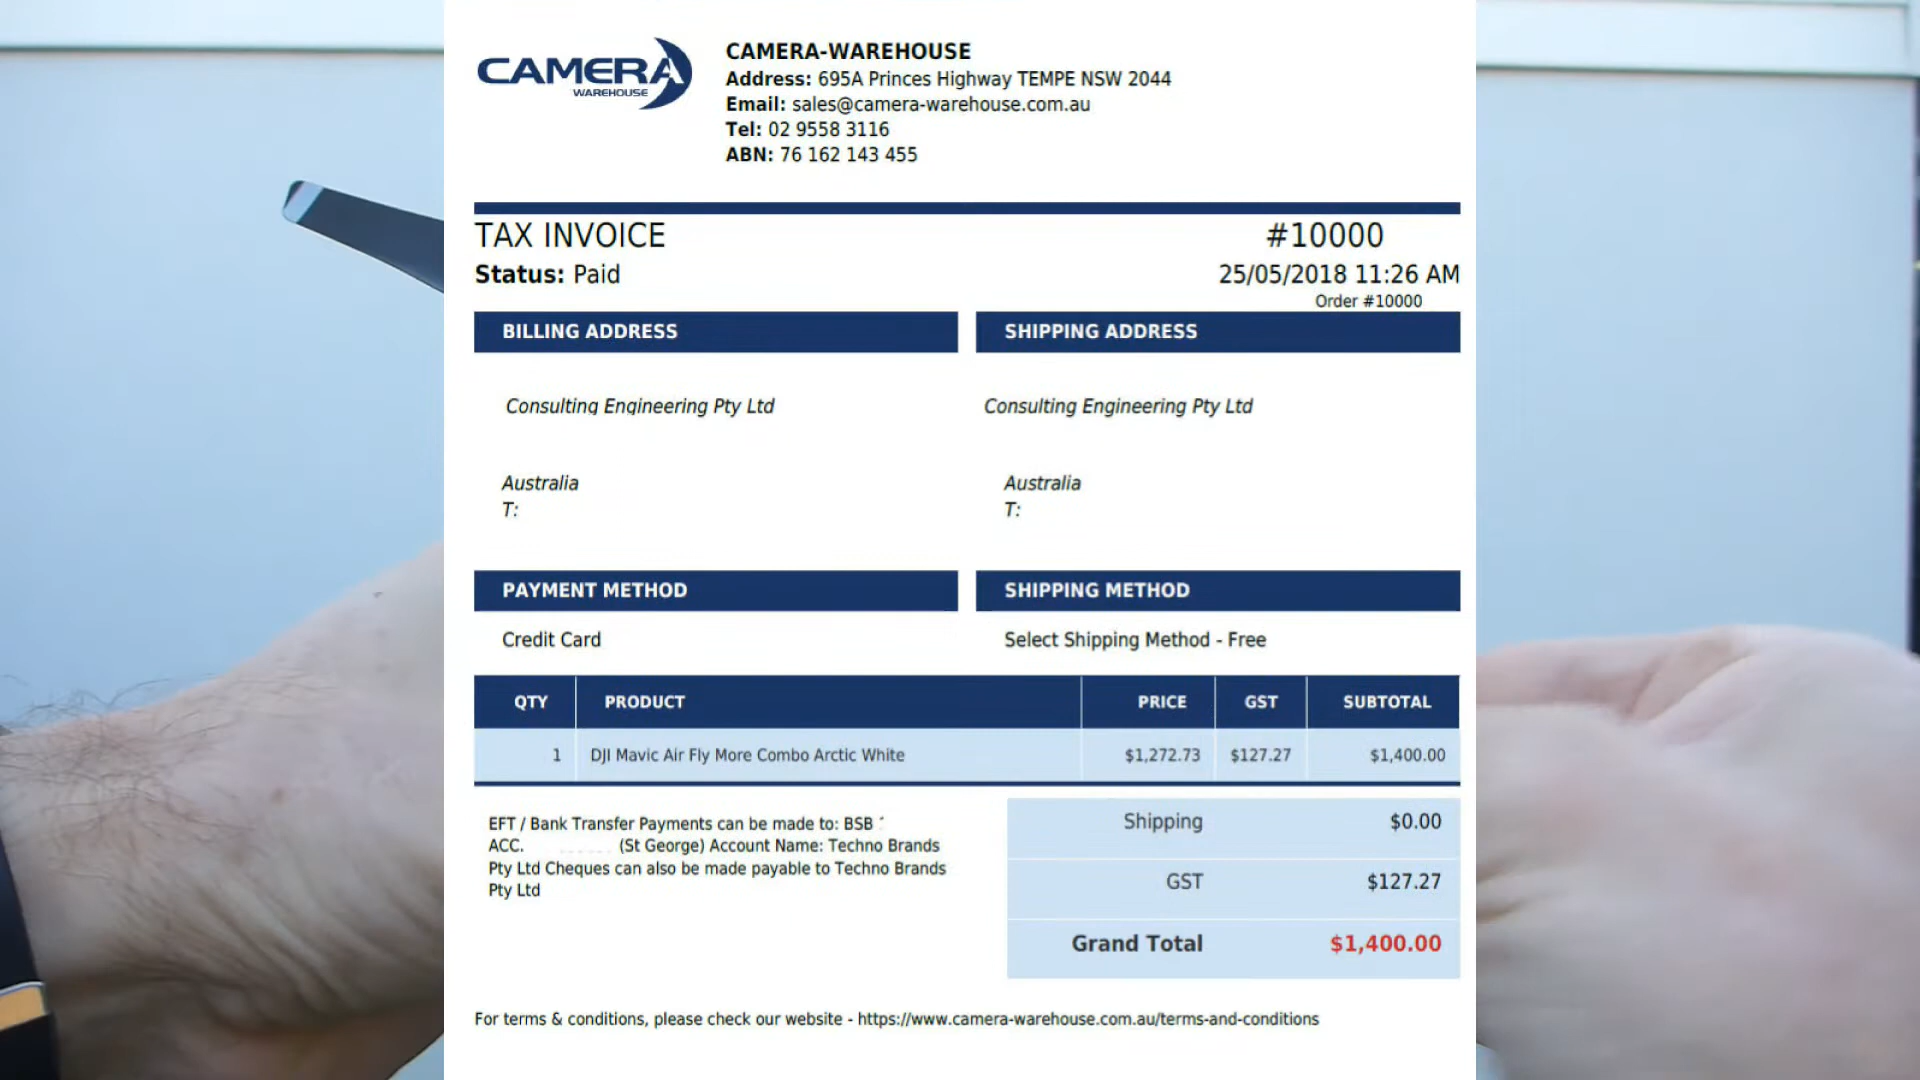 CAMERA
WAREHOUSE
CAMERA-WAREHOUSE
Address: 695A Princes Highway TEMPE NSW 2044
Email: sales@camera-warehouse.com.au
Tel: 02 9558 3116
ABN: 76 162 143 455
TAX INVOICE
#10000
Status: Paid
25/05/2018 11:26 AM
Order #10000
BILLING ADDRESS
SHIPPING ADDRESS
Consulting Engineering Pty Ltd
Consulting Engineering Pty Ltd
Australia
Australia
T:
T:
PAYMENT METHOD
SHIPPING METHOD
Credit Card
Select Shipping Method - Free
QTY PRODUCT PRICE GST SUBTOTAL
1 DJI Mavic Air Fly More Combo Arctic White $1,272.73 $127.27 $1,400.00
EFT / Bank Transfer Payments can be made to: BSB
ACC. (St George) Account Name: Techno Brands
Pty Ltd Cheques can also be made payable to Techno Brands
Pty Ltd
Shipping $0.00
GST $127.27
Grand Total $1,400.00
For terms & conditions, please check our website - https://www.camera-warehouse.com.au/terms-and-conditions